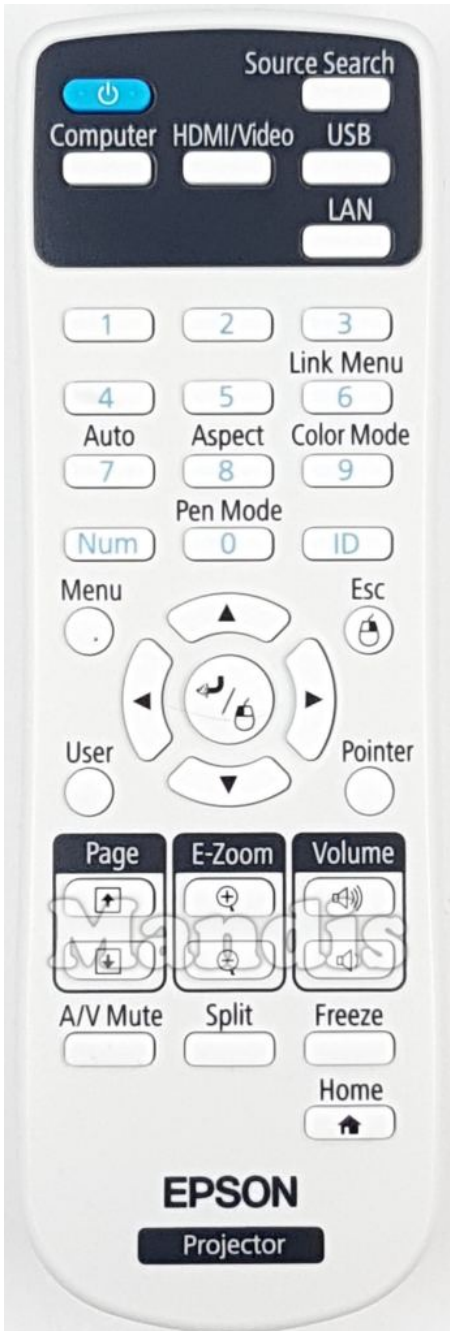 Source Search
Computer HDMI/Video USB
LAN
1 2 3
Link Menu
4 5 6
Auto Aspect Color Mode
7 8 9
Pen Mode
Num 0 ID
Menu Esc
User Pointer
Page E-Zoom Volume
Mandis
A/V Mute Split Freeze
Home
EPSON
Projector